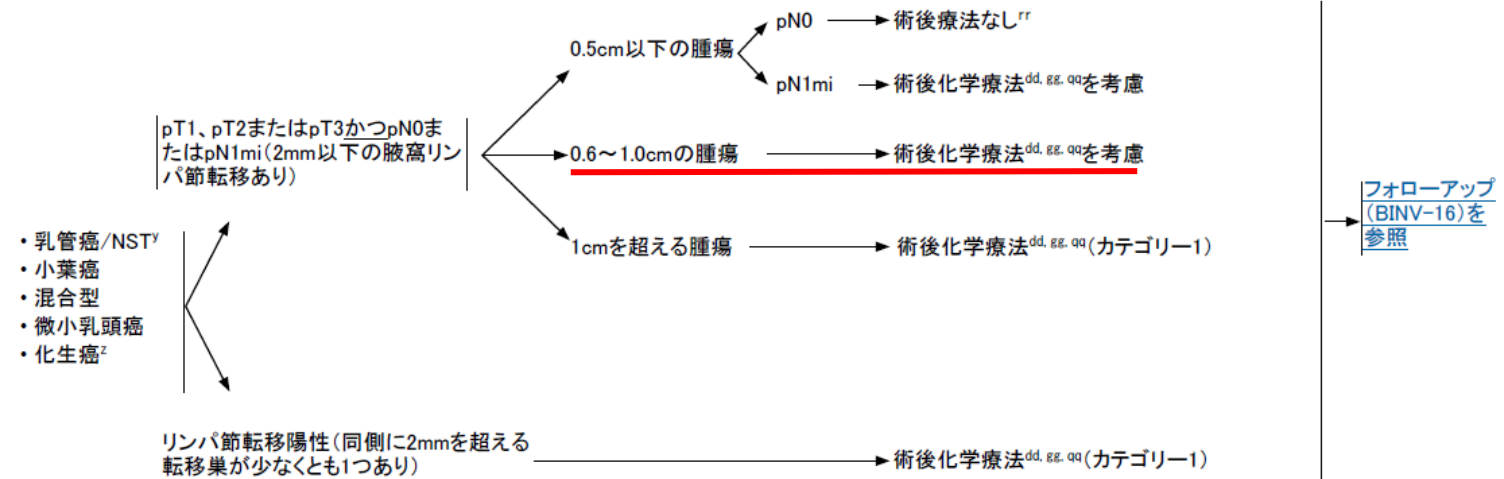 ・乳管癌/NSTy
・小葉癌
・混合型
・微小乳頭癌
・化生癌z
pT1、pT2またはpT3かつpN0ま
たはpN1mi(2mm以下の腋窩リン
パ節転移あり)
0.5cm以下の腫瘍
pN0
術後療法なしrr
pN1mi
術後化学療法dd, gg, qqを考慮
0.6～1.0cmの腫瘍
術後化学療法dd, gg, qqを考慮
1cmを超える腫瘍
術後化学療法dd, gg, qq(カテゴリー1)
リンパ節転移陽性(同側に2mmを超える
転移巣が少なくとも1つあり)
術後化学療法dd, gg, qq(カテゴリー1)
フォローアップ
(BINV-16)を
参照